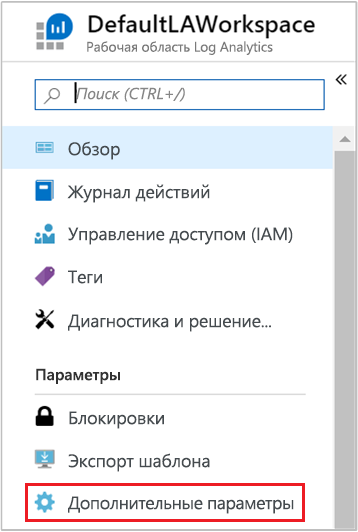 DefaultLAWorkspace
Рабочая область Log Analytics
Поиск (CTRL+/)
Обзор
Журнал действий
Управление доступом (IAM)
Теги
Диагностика и решение...
Параметры
Блокировки
Экспорт шаблона
Дополнительные параметры